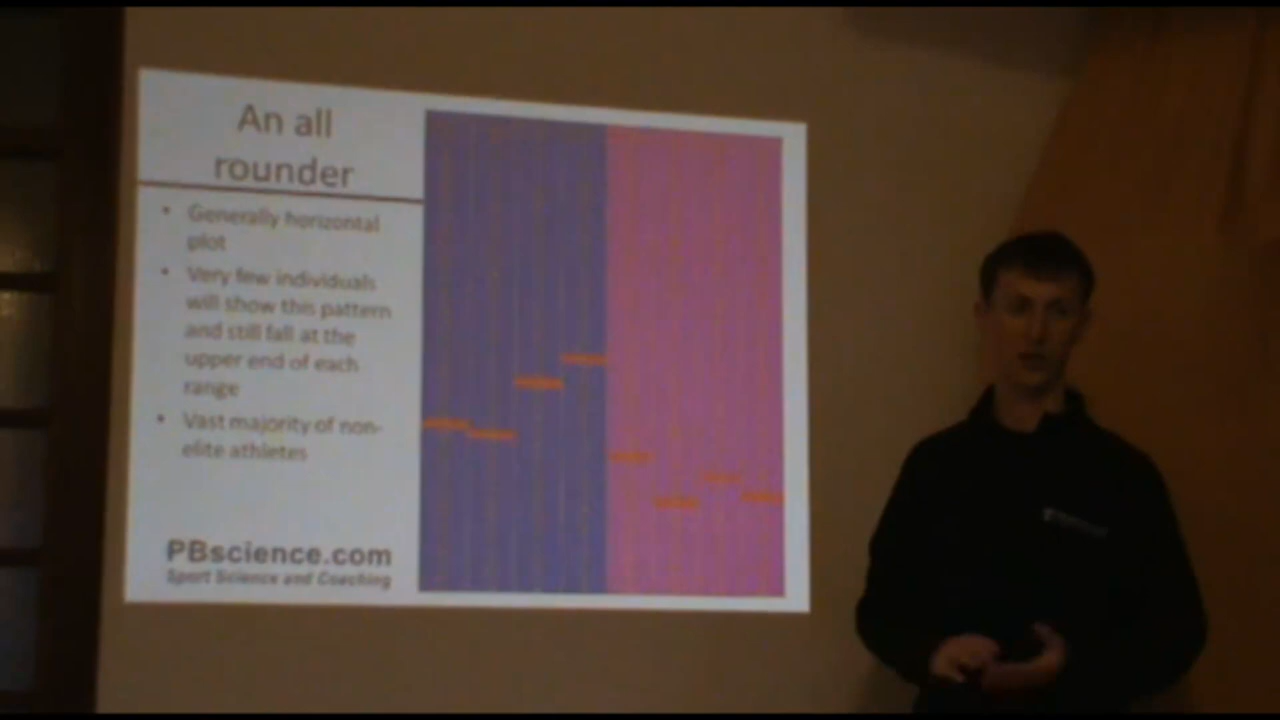 An all
rounder
• Generally horizontal
plot
• Very few individuals
will show this pattern
and still fall at the
upper end of each
range
• Vast majority of non-
elite athletes
PBscience.com
Sport Science and Coaching